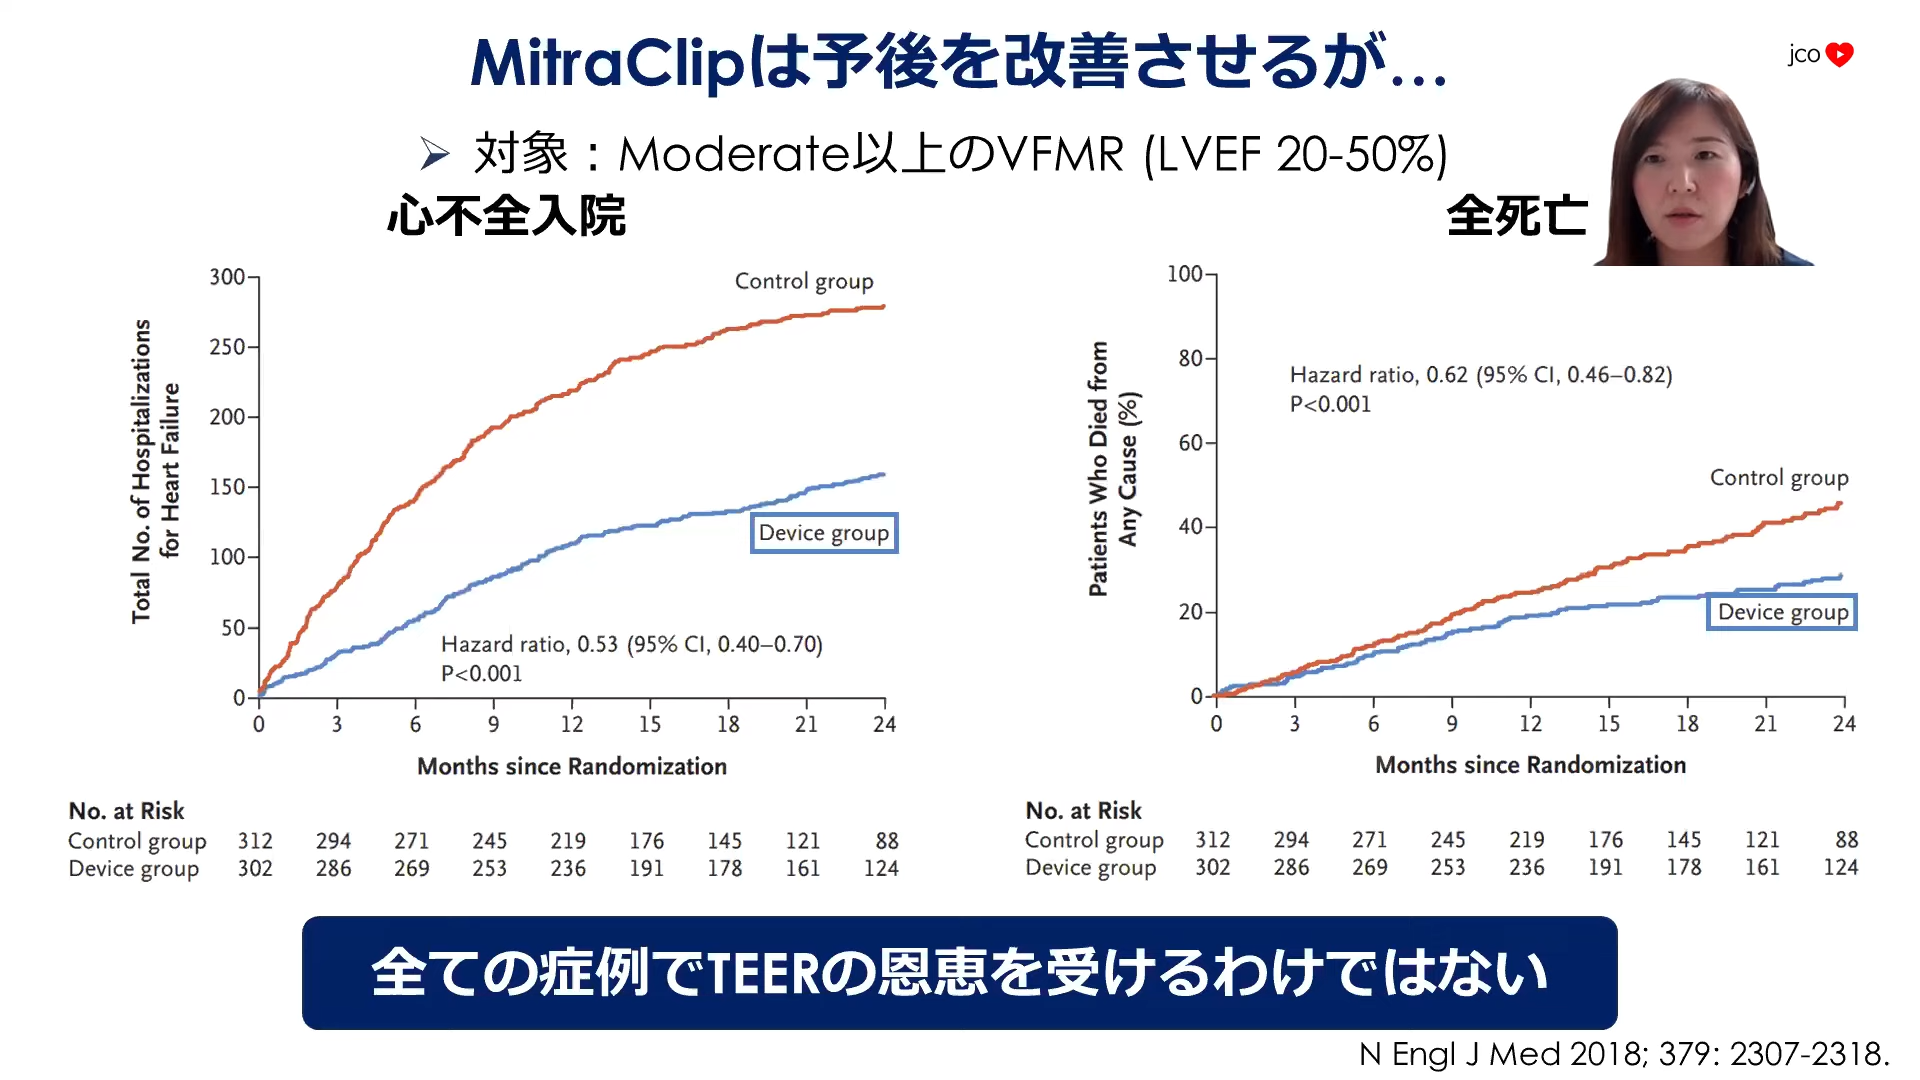 MitraClipは予後を改善させるが…
jco
➢ 対象：Moderate以上のVFMR (LVEF 20-50%)
心不全入院
Total No. of Hospitalizations
for Heart Failure
300
250
200
150
100
50
0
Control group
Device group
Hazard ratio, 0.53 (95% CI, 0.40–0.70)
P<0.001
0 3 6 9 12 15 18 21 24
Months since Randomization
No. at Risk
Control group 312 294 271 245 219 176 145 121 88
Device group 302 286 269 253 236 191 178 161 124
全死亡
Patients Who Died from
Any Cause (%)
100
80
60
40
20
0
Hazard ratio, 0.62 (95% CI, 0.46–0.82)
P<0.001
Control group
Device group
0 3 6 9 12 15 18 21 24
Months since Randomization
No. at Risk
Control group 312 294 271 245 219 176 145 121 88
Device group 302 286 269 253 236 191 178 161 124
全ての症例でTEERの恩恵を受けるわけではない
N Engl J Med 2018; 379: 2307-2318.